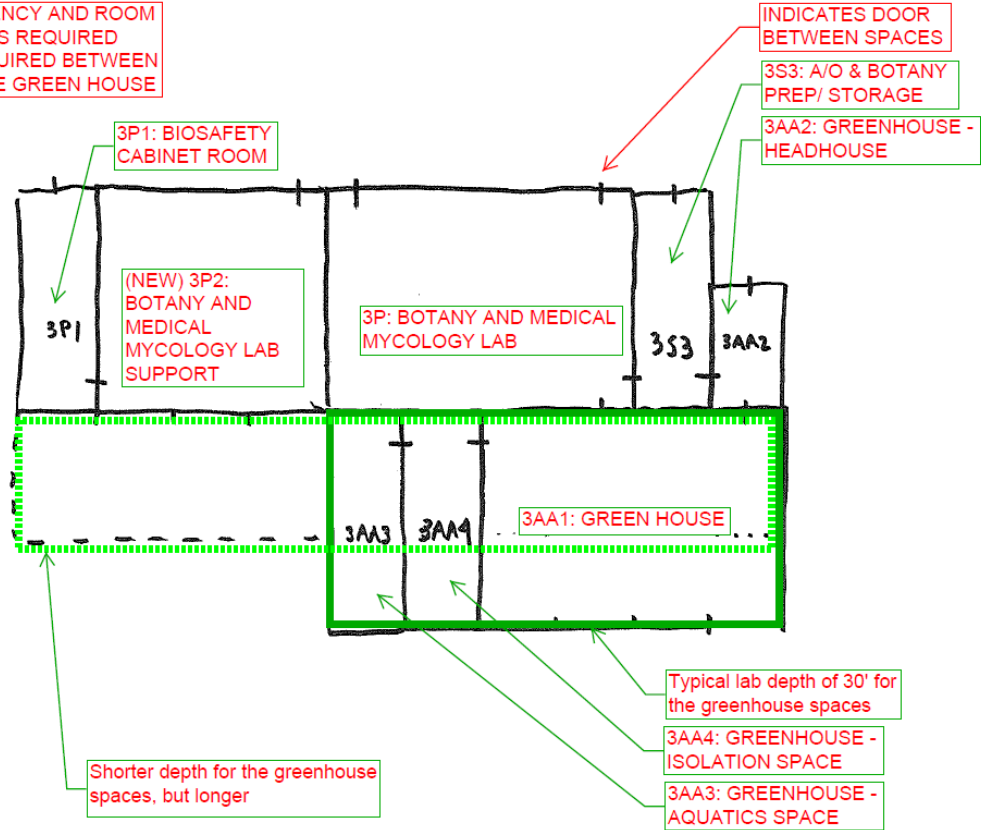 NCY AND ROOM
S REQUIRED
UIRED BETWEEN
E GREEN HOUSE
INDICATES DOOR
BETWEEN SPACES
3S3: A/O & BOTANY
PREP/ STORAGE
3AA2: GREENHOUSE -
HEADHOUSE
3P1: BIOSAFETY
CABINET ROOM
3P1
(NEW) 3P2:
BOTANY AND
MEDICAL
MYCOLOGY LAB
SUPPORT
3P: BOTANY AND MEDICAL
MYCOLOGY LAB
3S3
3AA2
3AA3
3AA4
3AA1: GREEN HOUSE
Typical lab depth of 30' for
the greenhouse spaces
3AA4: GREENHOUSE -
ISOLATION SPACE
3AA3: GREENHOUSE -
AQUATICS SPACE
Shorter depth for the greenhouse
spaces, but longer